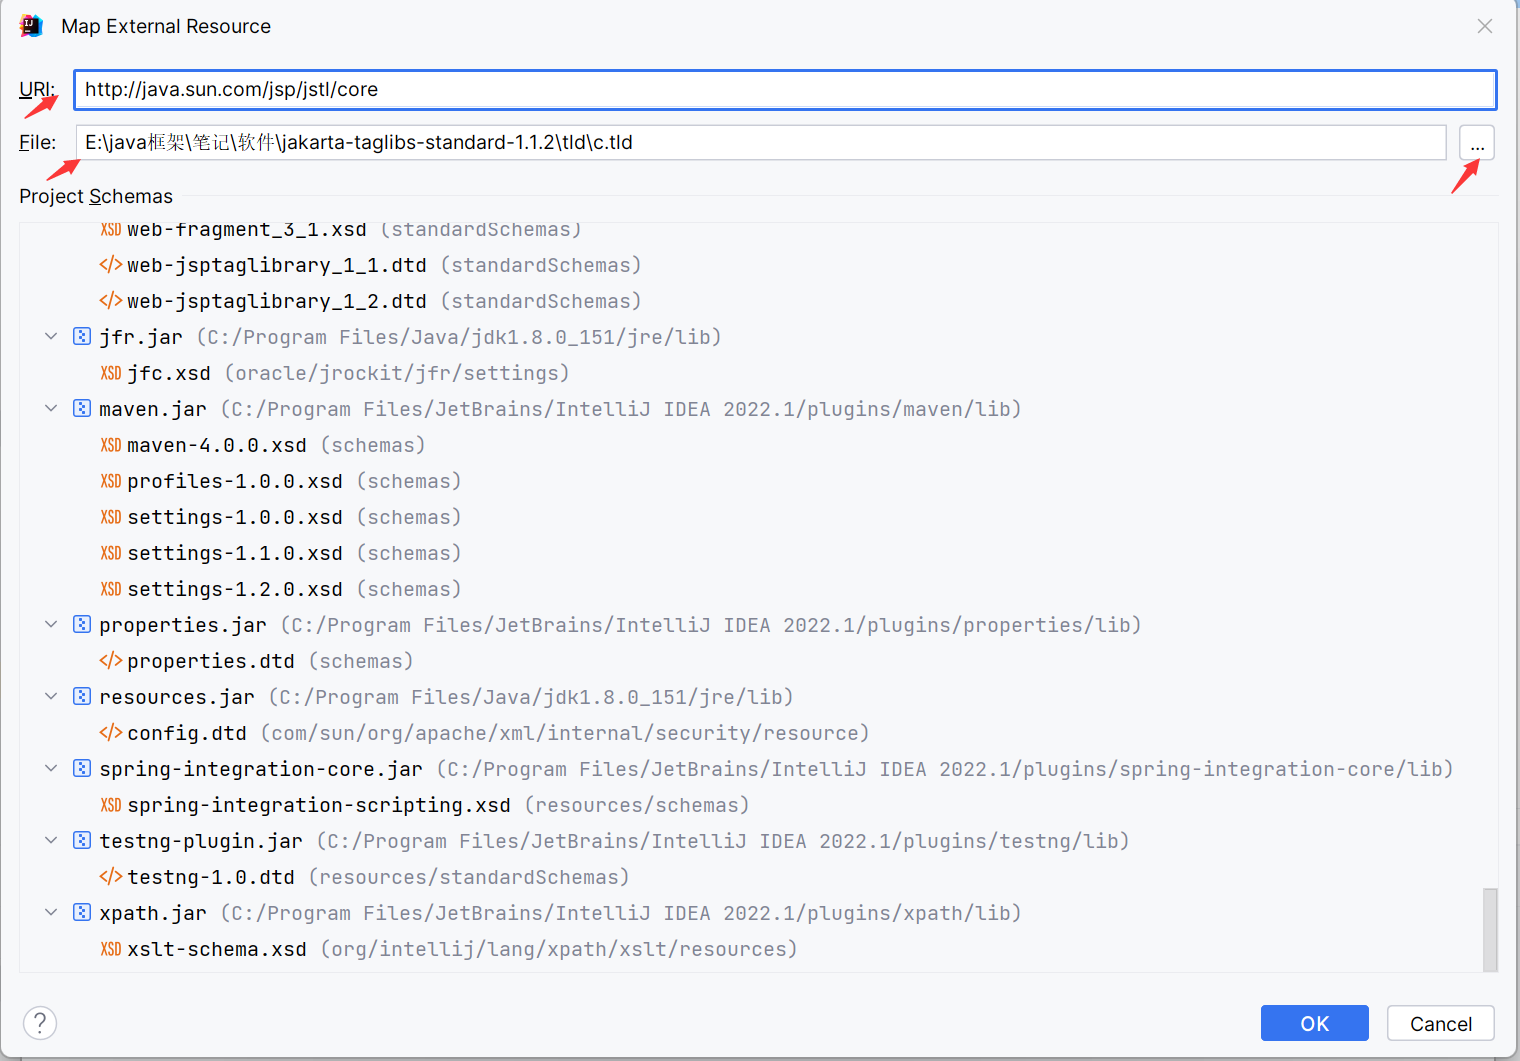 Map External Resource
URI: http://java.sun.com/jsp/jstl/core
File: E:\java框架\笔记\软件\jakarta-taglibs-standard-1.1.2\tld\c.tld ...
Project Schemas
XSD web-fragment_3_1.xsd (standardSchemas)
</> web-jsptaglibrary_1_1.dtd (standardSchemas)
</> web-jsptaglibrary_1_2.dtd (standardSchemas)
jfr.jar (C:/Program Files/Java/jdk1.8.0_151/jre/lib)
XSD jfc.xsd (oracle/jrockit/jfr/settings)
maven.jar (C:/Program Files/JetBrains/IntelliJ IDEA 2022.1/plugins/maven/lib)
XSD maven-4.0.0.xsd (schemas)
XSD profiles-1.0.0.xsd (schemas)
XSD settings-1.0.0.xsd (schemas)
XSD settings-1.1.0.xsd (schemas)
XSD settings-1.2.0.xsd (schemas)
properties.jar (C:/Program Files/JetBrains/IntelliJ IDEA 2022.1/plugins/properties/lib)
</> properties.dtd (schemas)
resources.jar (C:/Program Files/Java/jdk1.8.0_151/jre/lib)
</> config.dtd (com/sun/org/apache/xml/internal/security/resource)
spring-integration-core.jar (C:/Program Files/JetBrains/IntelliJ IDEA 2022.1/plugins/spring-integration-core/lib)
XSD spring-integration-scripting.xsd (resources/schemas)
testng-plugin.jar (C:/Program Files/JetBrains/IntelliJ IDEA 2022.1/plugins/testng/lib)
</> testng-1.0.dtd (resources/standardSchemas)
xpath.jar (C:/Program Files/JetBrains/IntelliJ IDEA 2022.1/plugins/xpath/lib)
XSD xslt-schema.xsd (org/intellij/lang/xpath/xslt/resources)
? OK Cancel